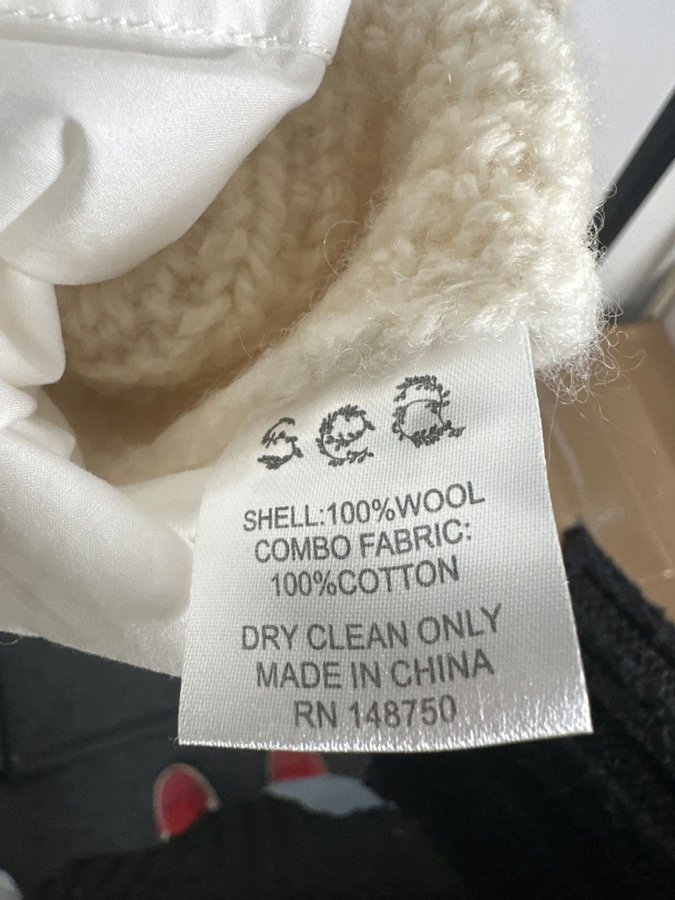 sea
SHELL:100%WOOL
COMBO FABRIC:
100%COTTON
DRY CLEAN ONLY
MADE IN CHINA
RN 148750